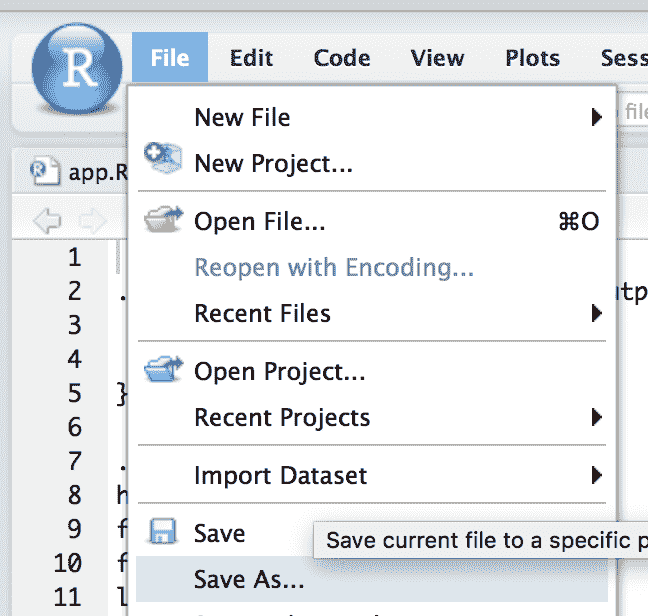 R File Edit Code View Plots Sess
file
app.R
New File
New Project...
Open File... ⌘O
Reopen with Encoding...
Recent Files
Open Project...
Recent Projects
Import Dataset
Save
Save current file to a specific p
Save As...
1
2 . utp
3
4
5 }
6
7 .
8 h
9 f
10 f
11 l